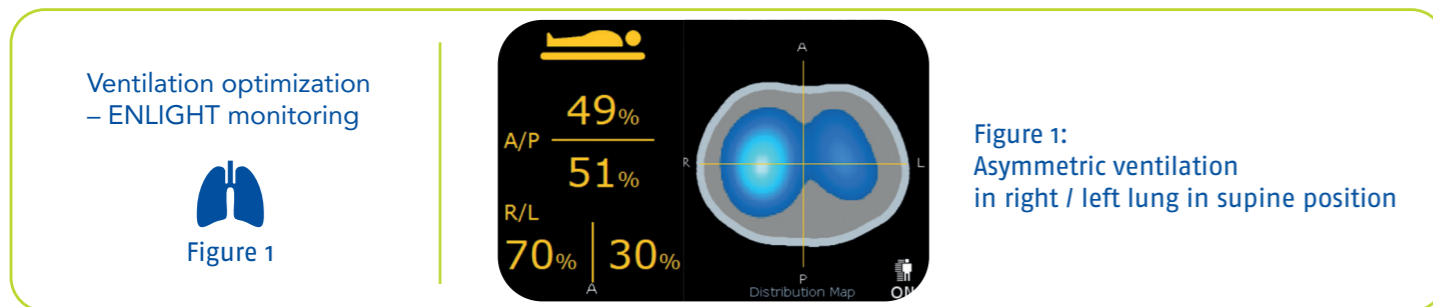 Ventilation optimization
– ENLIGHT monitoring
Figure 1
A/P
49%
51%
R/L
70% 30%
A
A
R
L
P
Distribution Map
ON
Figure 1:
Asymmetric ventilation
in right / left lung in supine position